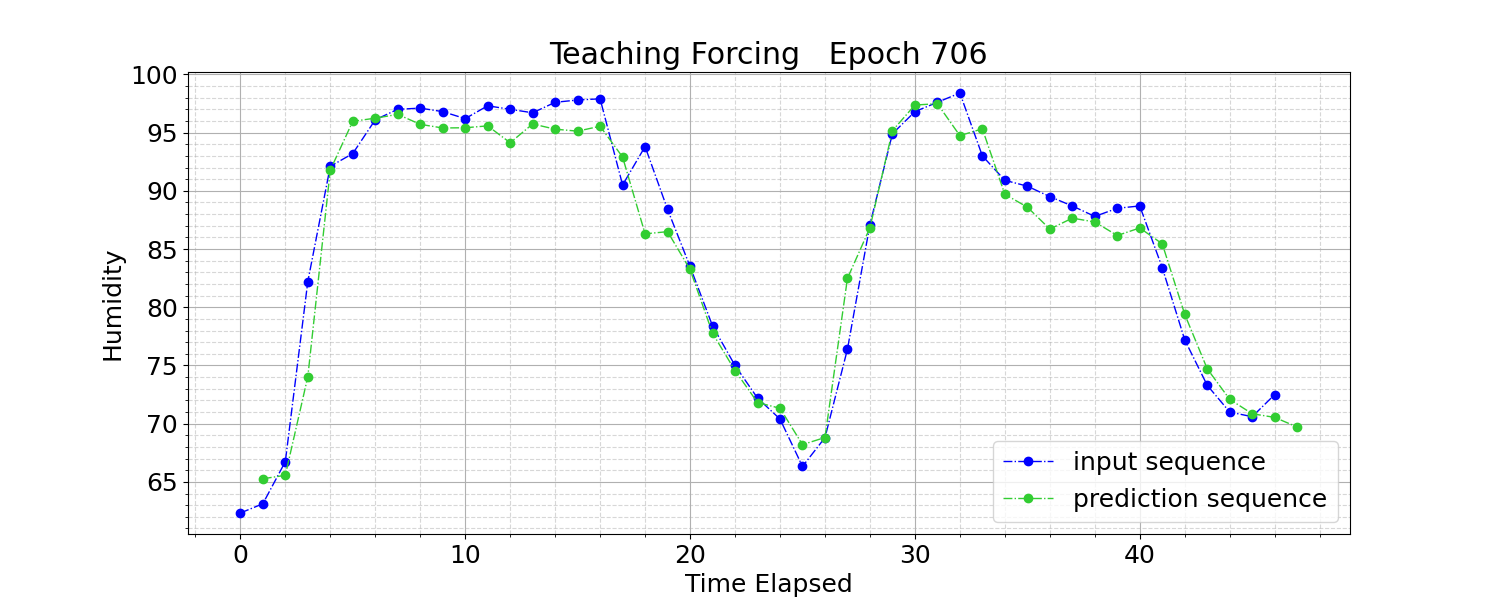 Teaching Forcing   Epoch 706
100
95
90
85
80
75
70
65
Humidity
input sequence
prediction sequence
0 10 20 30 40
Time Elapsed